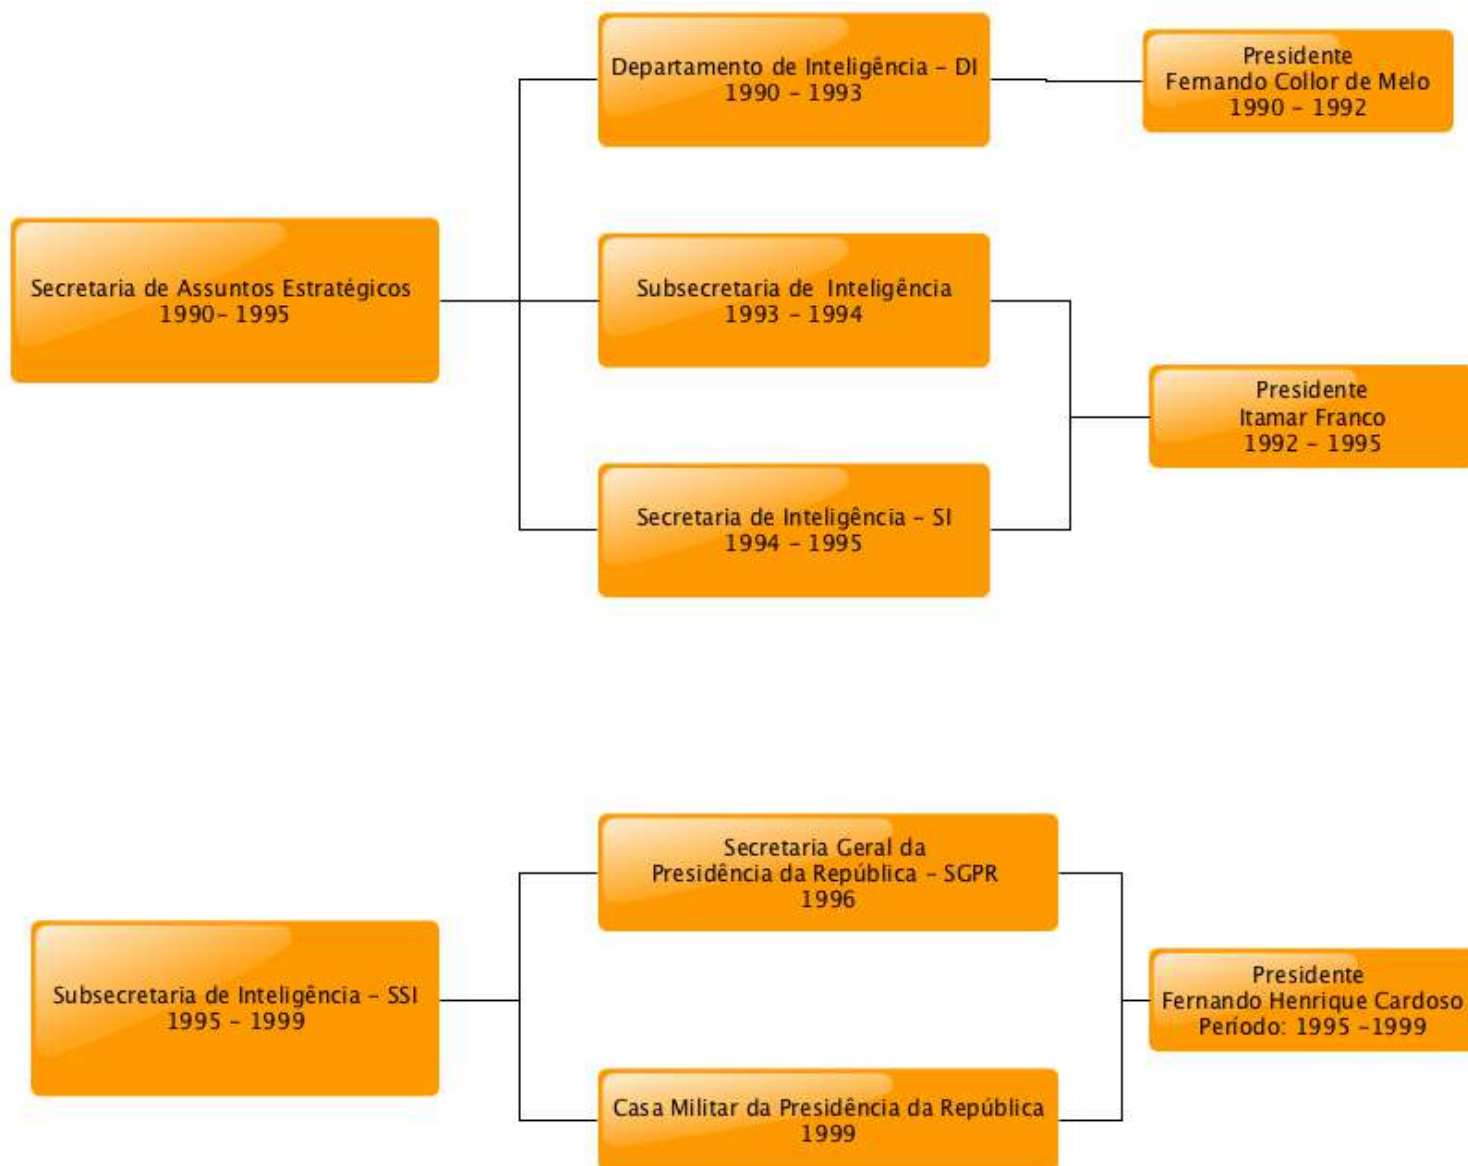 Departamento de Inteligência – DI
1990 – 1993
Presidente
Fernando Collor de Melo
1990 – 1992
Secretaria de Assuntos Estratégicos
1990– 1995
Subsecretaria de Inteligência
1993 – 1994
Presidente
Itamar Franco
1992 – 1995
Secretaria de Inteligência – SI
1994 – 1995
Secretaria Geral da
Presidência da República – SGPR
1996
Subsecretaria de Inteligência – SSI
1995 – 1999
Presidente
Fernando Henrique Cardoso
Período: 1995 –1999
Casa Militar da Presidência da República
1999